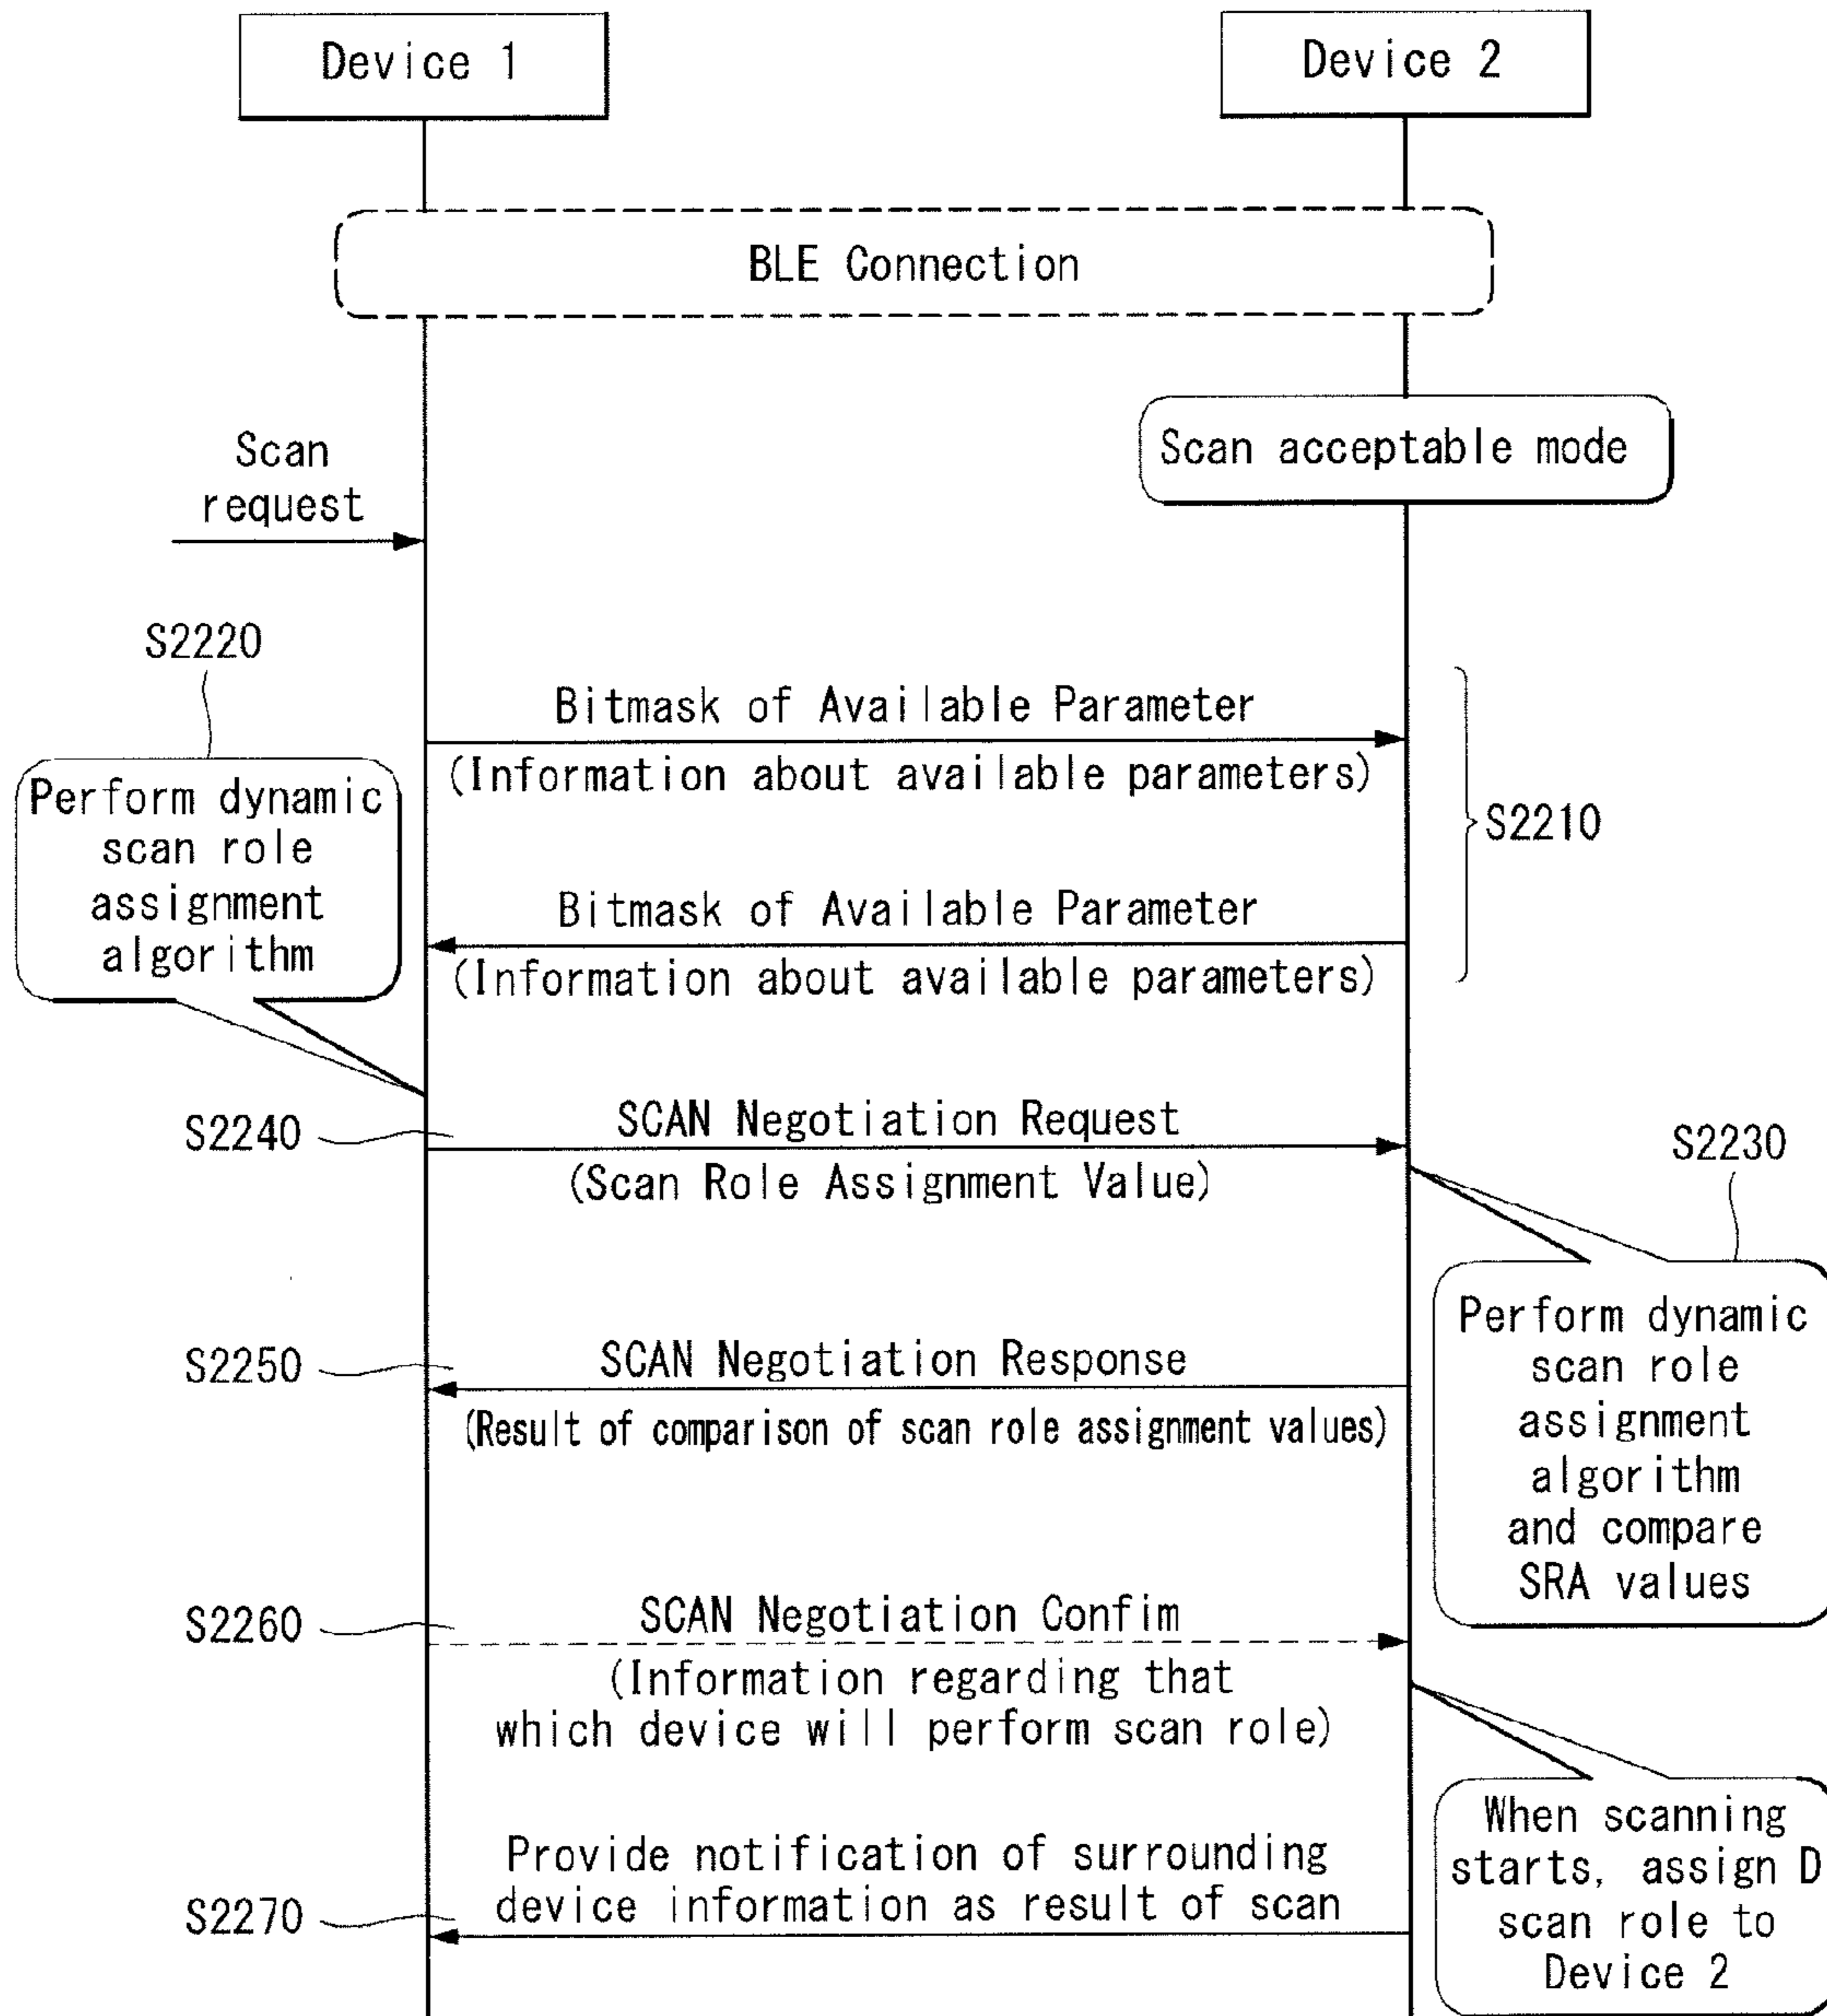 Device 1
Device 2
BLE Connection
Scan acceptable mode
Scan
request
S2220
Bitmask of Available Parameter
(Information about available parameters)
Perform dynamic
scan role
assignment
algorithm
S2210
Bitmask of Available Parameter
(Information about available parameters)
S2240
SCAN Negotiation Request
(Scan Role Assignment Value)
S2230
Perform dynamic
scan role
assignment
algorithm
and compare
SRA values
S2250
SCAN Negotiation Response
(Result of comparison of scan role assignment values)
S2260
SCAN Negotiation Confim
(Information regarding that
which device will perform scan role)
When scanning
starts, assign D
scan role to
Device 2
S2270
Provide notification of surrounding
device information as result of scan